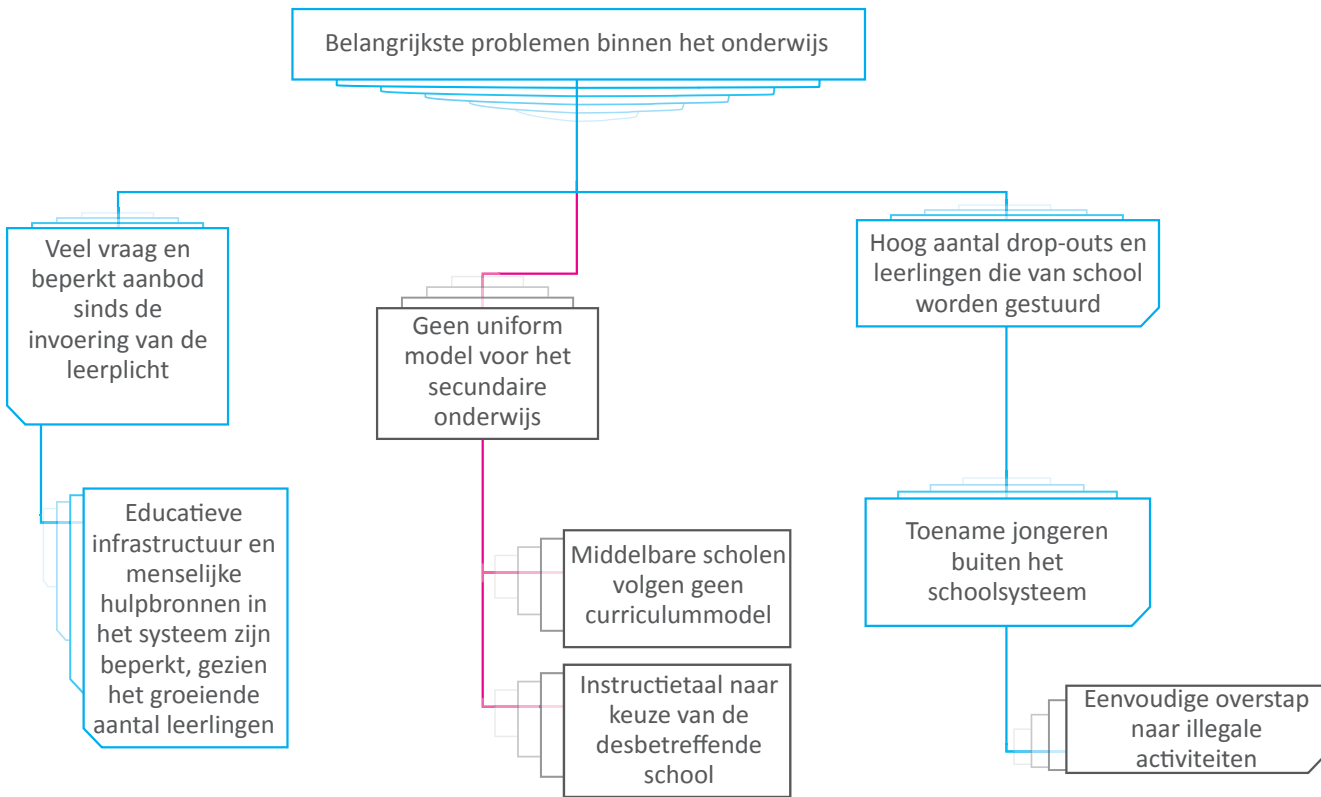 Belangrijkste problemen binnen het onderwijs
Veel vraag en
beperkt aanbod
sinds de
invoering van de
leerplicht
Educatieve
infrastructuur en
menselijke
hulpbronnen in
het systeem zijn
beperkt, gezien
het groeiende
aantal leerlingen
Geen uniform
model voor het
secundaire
onderwijs
Middelbare scholen
volgen geen
curriculummodel
Instructietaal naar
keuze van de
desbetreffende
school
Hoog aantal drop-outs en
leerlingen die van school
worden gestuurd
Toename jongeren
buiten het
schoolsysteem
Eenvoudige overstap
naar illegale
activiteiten